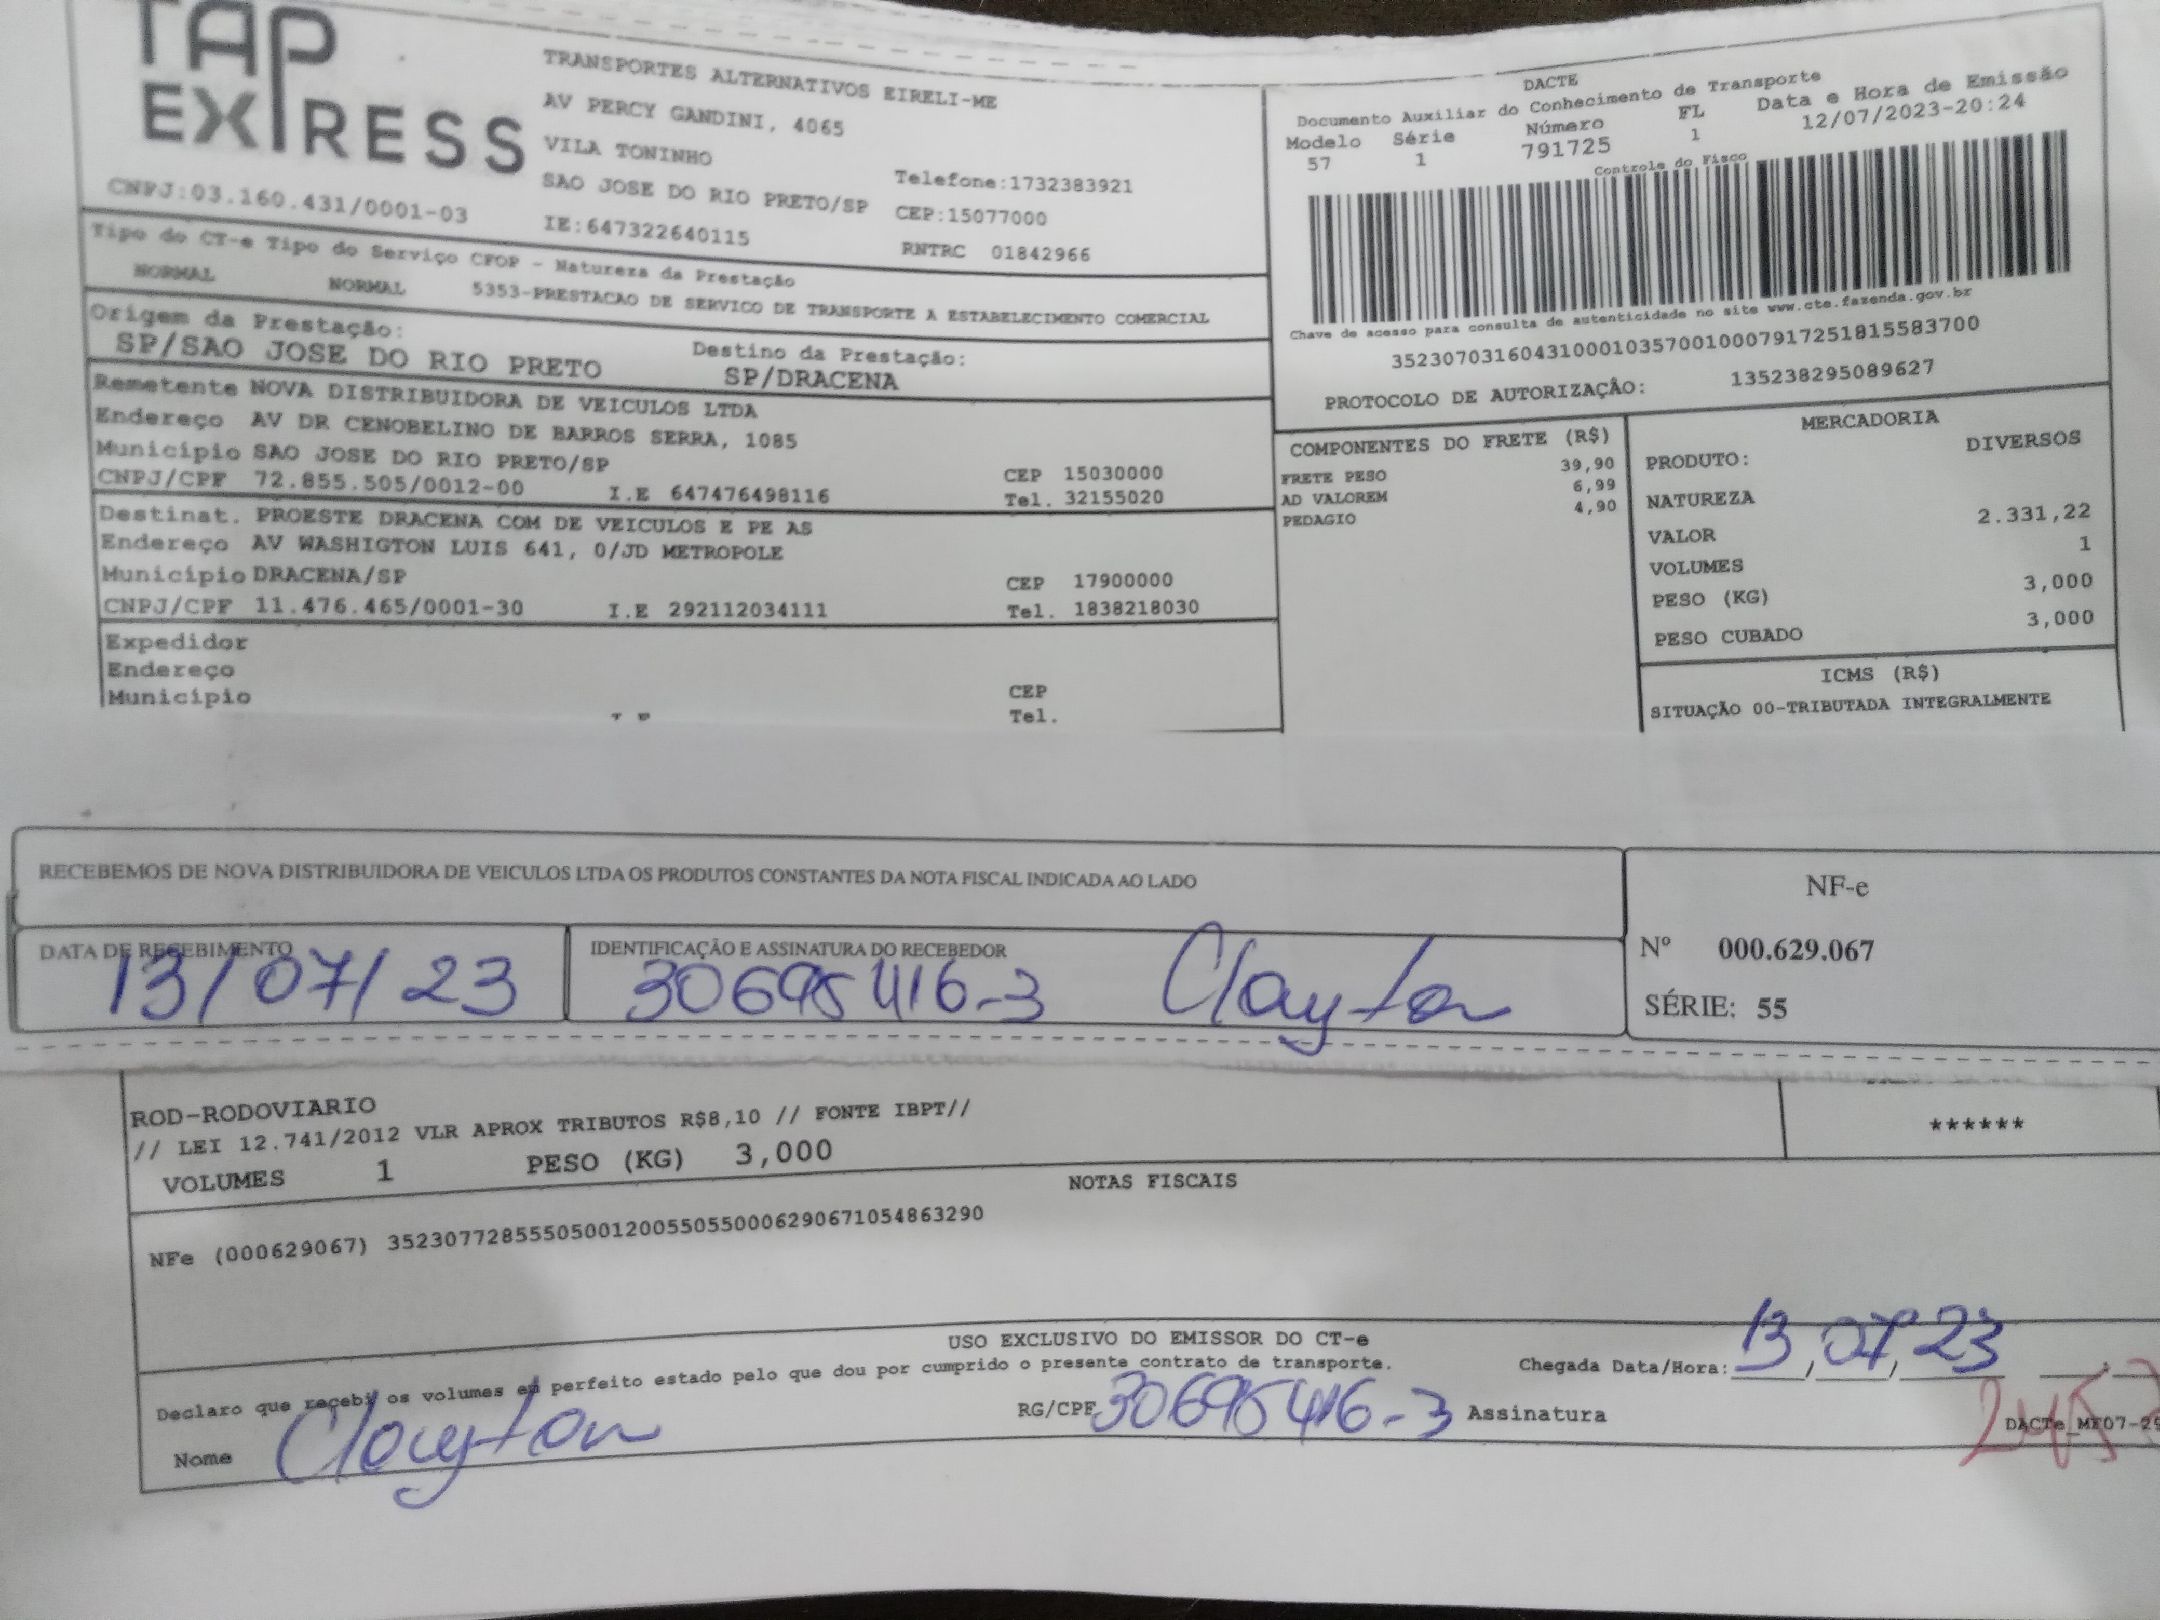 TAP
EXPRESS
CNPJ:03.160.431/0001-03
TRANSPORTES ALTERNATIVOS EIRELI-ME
AV PERCY GANDINI, 4065
VILA TONINHO
SAO JOSE DO RIO PRETO/SP
IE:647322640115
Telefone:1732383921
CEP:15077000
RNTRC 01842966
DACTE
Documento Auxiliar do Conhecimento de Transporte
Modelo Série Número FL Data e Hora de Emissão
57 1 791725 1 12/07/2023-20:24
Controle do Fisco
Chave de acesso para consulta de autenticidade no site www.cte.fazenda.gov.br
35230703160431000103570010007917251815583700
PROTOCOLO DE AUTORIZAÇÃO: 135238295089627
Tipo do CT-e Tipo do Serviço CFOP - Natureza da Prestação
NORMAL NORMAL 5353-PRESTACAO DE SERVICO DE TRANSPORTE A ESTABELECIMENTO COMERCIAL
Origem da Prestação: Destino da Prestação:
SP/SAO JOSE DO RIO PRETO SP/DRACENA
Remetente NOVA DISTRIBUIDORA DE VEICULOS LTDA
Endereço AV DR CENOBELINO DE BARROS SERRA, 1085
Município SAO JOSE DO RIO PRETO/SP CEP 15030000
CNPJ/CPF 72.855.505/0012-00 I.E 647476498116 Tel. 32155020
Destinat. PROESTE DRACENA COM DE VEICULOS E PE AS
Endereço AV WASHIGTON LUIS 641, 0/JD METROPOLE
Município DRACENA/SP CEP 17900000
CNPJ/CPF 11.476.465/0001-30 I.E 292112034111 Tel. 1838218030
Expedidor
Endereço
Município CEP
Tel.
COMPONENTES DO FRETE (R$)
FRETE PESO 39,90
AD VALOREM 6,99
PEDAGIO 4,90
MERCADORIA
PRODUTO: DIVERSOS
NATUREZA
VALOR 2.331,22
VOLUMES 1
PESO (KG) 3,000
PESO CUBADO 3,000
ICMS (R$)
SITUAÇÃO 00-TRIBUTADA INTEGRALMENTE
RECEBEMOS DE NOVA DISTRIBUIDORA DE VEICULOS LTDA OS PRODUTOS CONSTANTES DA NOTA FISCAL INDICADA AO LADO
DATA DE RECEBIMENTO
13/07/23
IDENTIFICAÇÃO E ASSINATURA DO RECEBEDOR
30695416-3 Clayton
NF-e
Nº 000.629.067
SÉRIE: 55
ROD-RODOVIARIO
// LEI 12.741/2012 VLR APROX TRIBUTOS R$8,10 // FONTE IBPT//
******
VOLUMES 1 PESO (KG) 3,000
NOTAS FISCAIS
NFe (000629067) 35230772855505001200550550006290671054863290
USO EXCLUSIVO DO EMISSOR DO CT-e
Declaro que recebi os volumes em perfeito estado pelo que dou por cumprido o presente contrato de transporte.
Chegada Data/Hora: 13/07/23
Nome Clayton RG/CPF 30695416-3 Assinatura